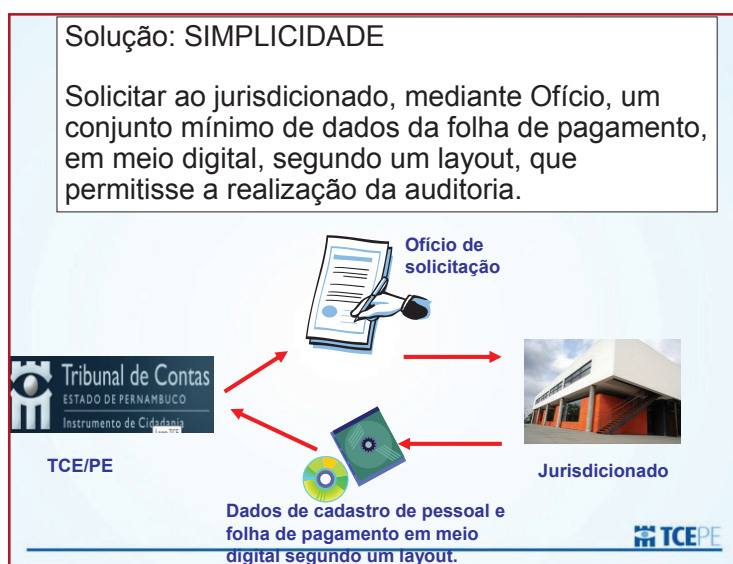 Solução: SIMPLICIDADE
Solicitar ao jurisdicionado, mediante Ofício, um
conjunto mínimo de dados da folha de pagamento,
em meio digital, segundo um layout, que
permitisse a realização da auditoria.
Ofício de
solicitação
Tribunal de Contas
ESTADO DE PERNAMBUCO
Instrumento de Cidadania
TCE/PE
Jurisdicionado
Dados de cadastro de pessoal e
folha de pagamento em meio
digital segundo um layout.
TCEPE